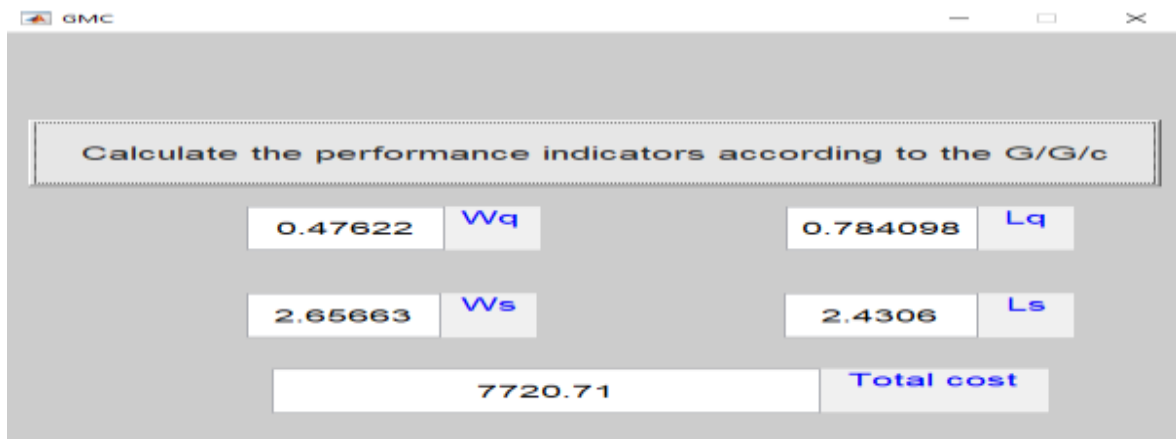 GMC
Calculate the performance indicators according to the G/G/c
0.47622 Wq 0.784098 Lq
2.65663 Ws 2.4306 Ls
7720.71 Total cost